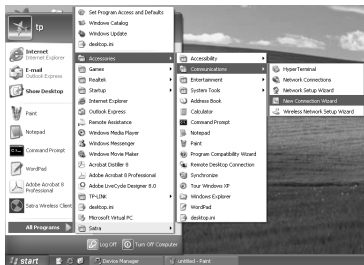 tp
Internet
Internet Explorer
E-mail
Outlook Express
Show Desktop
Paint
Notepad
Command Prompt
WordPad
Adobe Acrobat 8
Professional
Satra Wireless Client
All Programs
Log Off
Turn Off Computer
start
Device Manager
untitled - Paint
Set Program Access and Defaults
Windows Catalog
Windows Update
desktop.ini
Accessories
Games
Realtek
Startup
Internet Explorer
Outlook Express
Remote Assistance
Windows Media Player
Windows Messenger
Windows Movie Maker
Acrobat Distiller 8
Adobe Acrobat 8 Professional
Adobe LiveCycle Designer 8.0
TP-LINK
desktop.ini
Microsoft Virtual PC
Satra
Accessibility
Communications
Entertainment
System Tools
Address Book
Calculator
Command Prompt
Notepad
Paint
Program Compatibility Wizard
Remote Desktop Connection
Synchronize
Tour Windows XP
Windows Explorer
WordPad
desktop.ini
HyperTerminal
Network Connections
Network Setup Wizard
New Connection Wizard
Wireless Network Setup Wizard